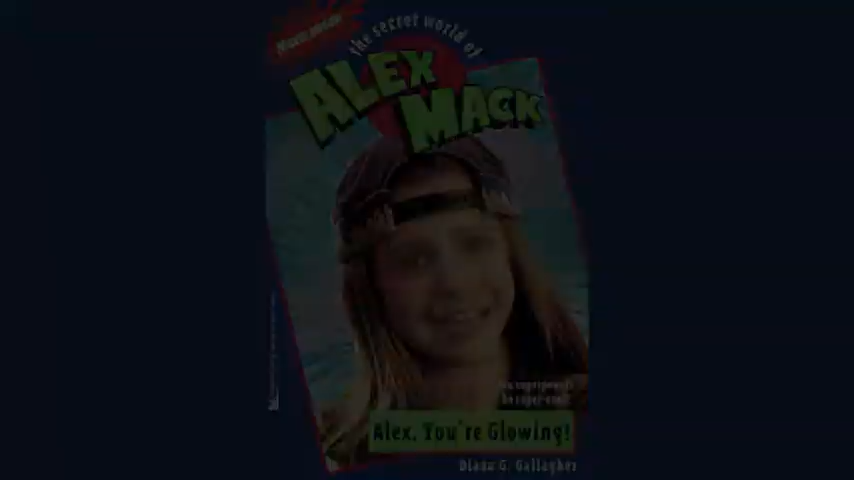 the secret world of
ALEX
MACK
Alex, You're Glowing!
Diana G. Gallagher